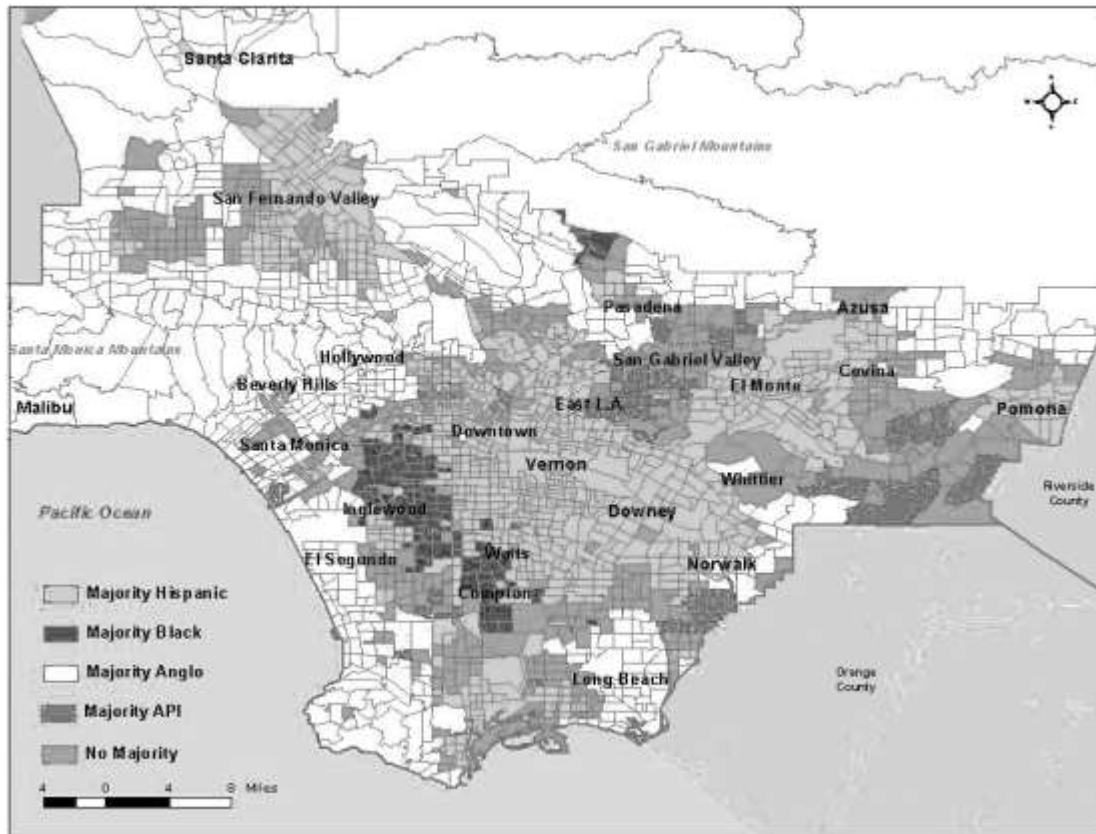 Santa Clarita
N
W E
S
San Gabriel Mountains
San Fernando Valley
Pasadena
Azusa
Santa Monica Mountains
Hollywood
San Gabriel Valley
Covina
Beverly Hills
El Monte
Malibu
East L.A.
Pomona
Downtown
Santa Monica
Vernon
Whittier
Riverside
County
Pacific Ocean
Inglewood
Downey
El Segundo
Watts
Norwalk
Compton
Majority Hispanic
Majority Black
Majority Anglo
Long Beach
Orange
County
Majority API
No Majority
4 0 4 8 Miles